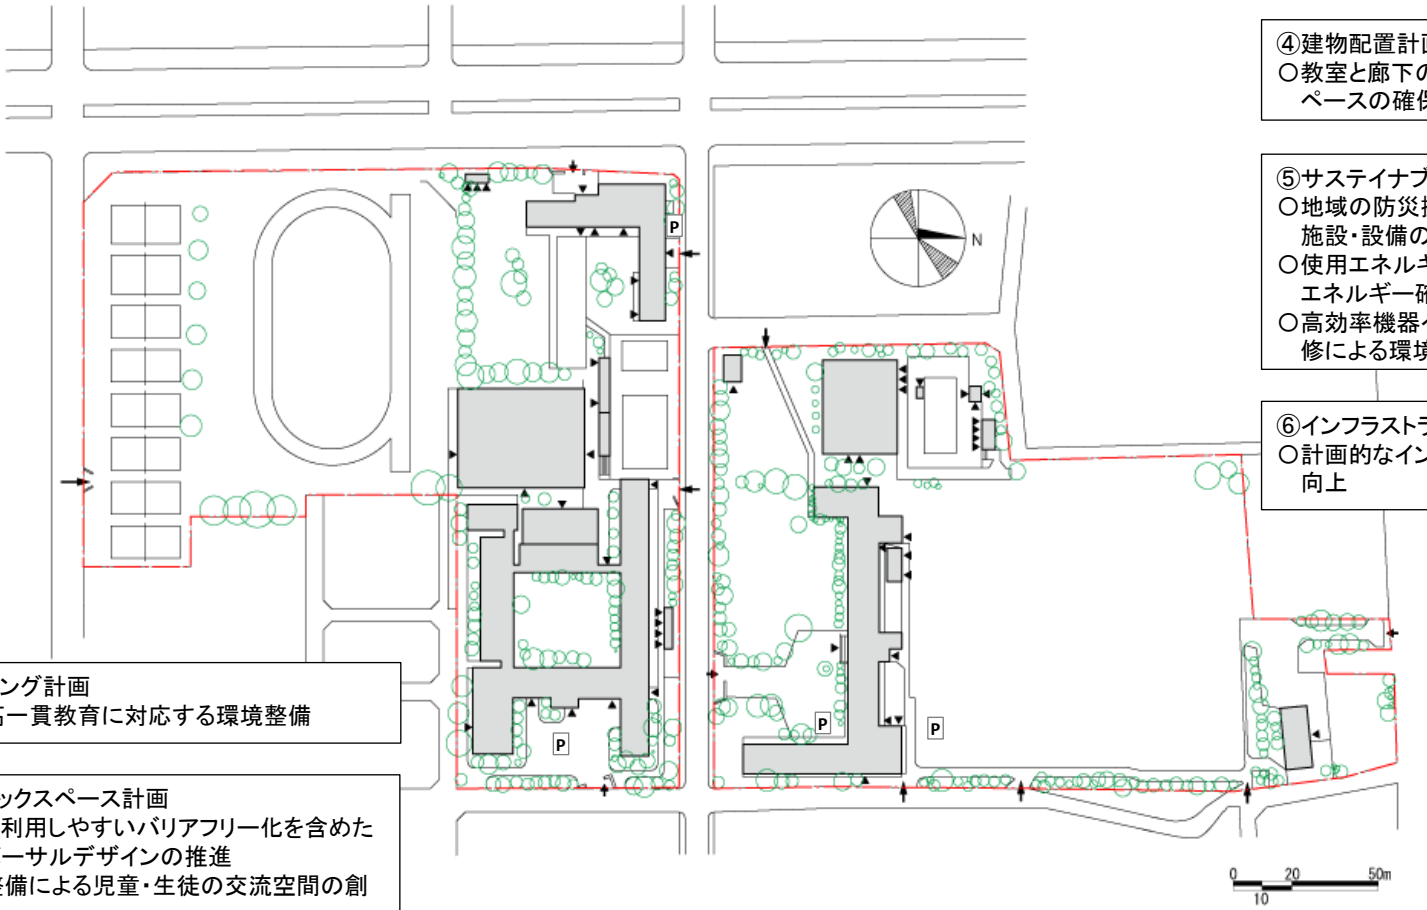 ④建物配置計
〇教室と廊下の
ペースの確
⑤サステイナブ
〇地域の防災
施設・設備の
〇使用エネルギ
エネルギー
〇高効率機器
修による環
⑥インフラストラ
〇計画的なイン
向上
N
P
P
P
P
ング計画
一貫教育に対応する環境整備
ックスペース計画
利用しやすいバリアフリー化を含めた
ーサルデザインの推進
備による児童・生徒の交流空間の創
0 20 50m
10